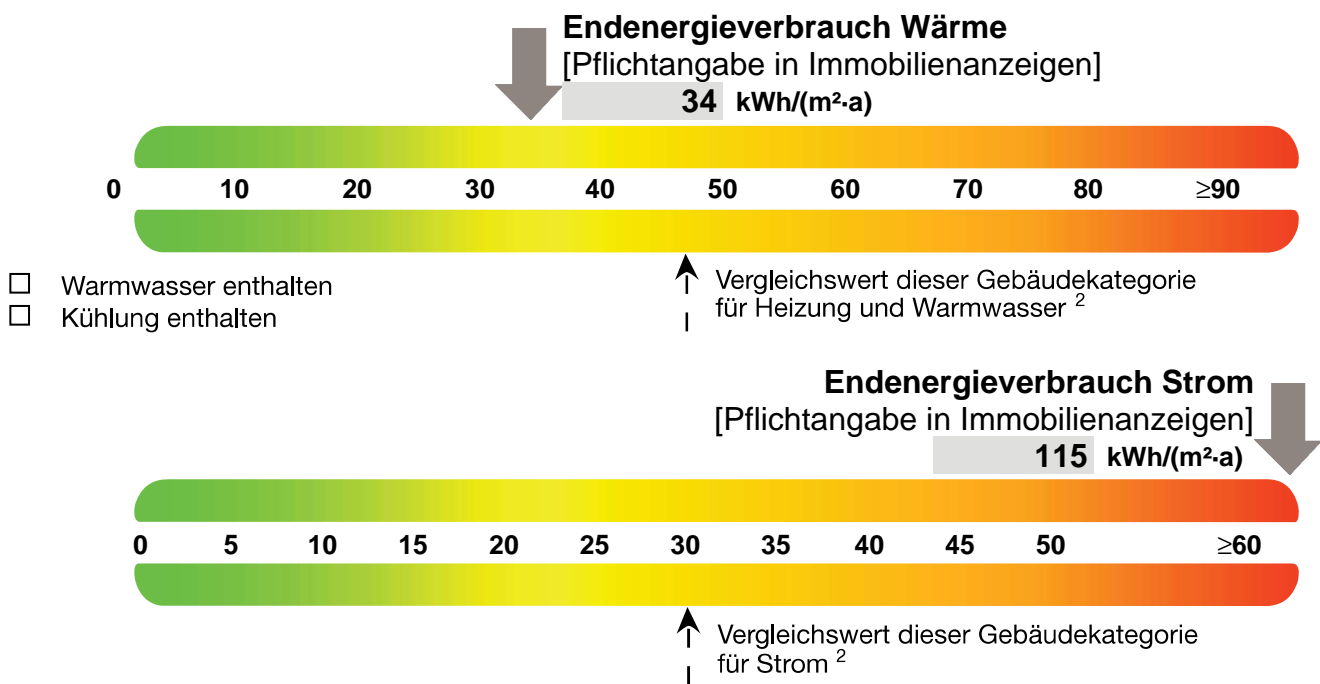 Endenergieverbrauch Wärme
[Pflichtangabe in Immobilienanzeigen]
34 kWh/(m²·a)
0 10 20 30 40 50 60 70 80 ≥90
☐ Warmwasser enthalten
☐ Kühlung enthalten
Vergleichswert dieser Gebäudekategorie
für Heizung und Warmwasser ²
Endenergieverbrauch Strom
[Pflichtangabe in Immobilienanzeigen]
115 kWh/(m²·a)
0 5 10 15 20 25 30 35 40 45 50 ≥60
Vergleichswert dieser Gebäudekategorie
für Strom ²